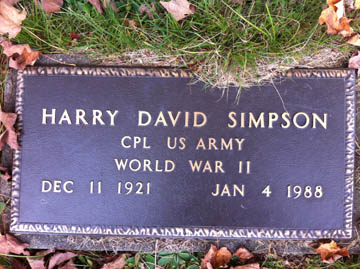 HARRY DAVID SIMPSON
CPL US ARMY
WORLD WAR II
DEC 11 1921 JAN 4 1988